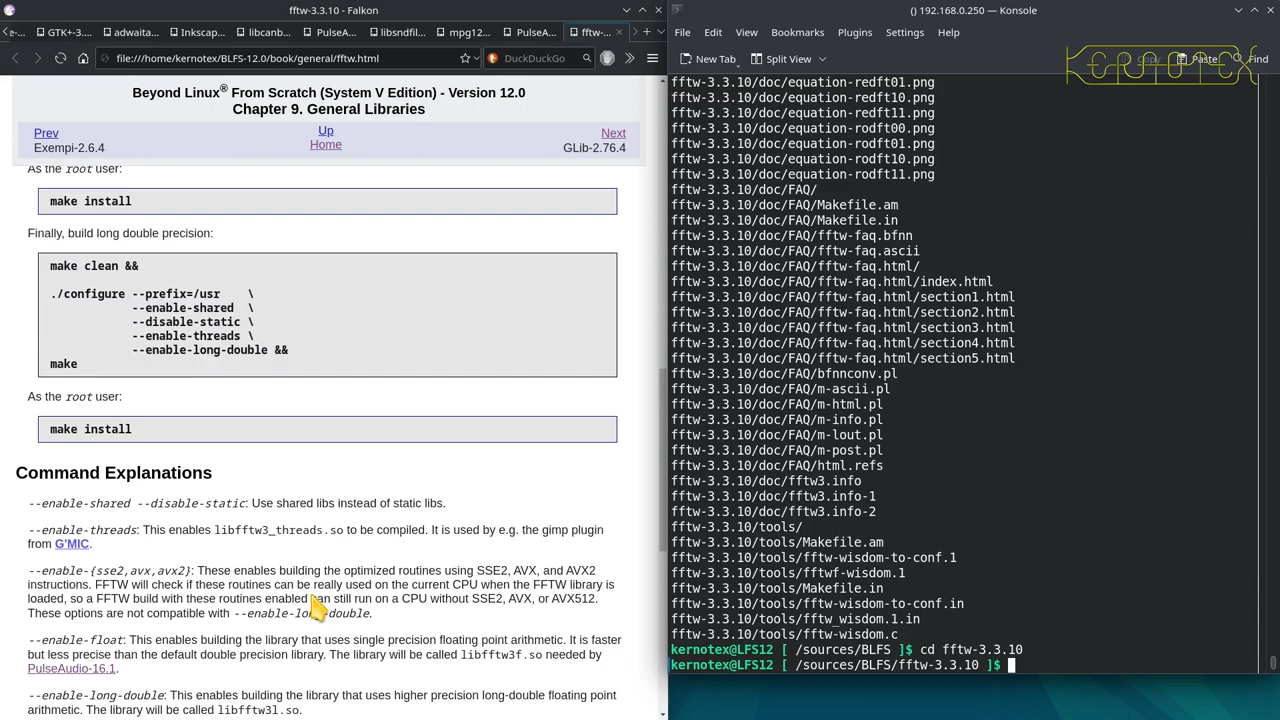 fftw-3.3.10 - Falkon
e-...
GTK+-3....
adwaita...
Inkscap...
libcanb...
PulseA...
libsndfil...
mpg12...
PulseA...
fftw-3...
file:///home/kernotex/BLFS-12.0/book/general/fftw.html
DuckDuckGo
Beyond Linux® From Scratch (System V Edition) - Version 12.0
Chapter 9. General Libraries
Prev Up Next
Exempi-2.6.4 Home GLib-2.76.4
As the root user:
make install
Finally, build long double precision:
make clean &&
./configure --prefix=/usr \
--enable-shared \
--disable-static \
--enable-threads \
--enable-long-double &&
make
As the root user:
make install
Command Explanations
--enable-shared --disable-static: Use shared libs instead of static libs.
--enable-threads: This enables libfftw3_threads.so to be compiled. It is used by e.g. the gimp plugin
from G'MIC.
--enable-{sse2,avx,avx2}: These enables building the optimized routines using SSE2, AVX, and AVX2
instructions. FFTW will check if these routines can be really used on the current CPU when the FFTW library is
loaded, so a FFTW build with these routines enabled can still run on a CPU without SSE2, AVX, or AVX512.
These options are not compatible with --enable-long-double.
--enable-float: This enables building the library that uses single precision floating point arithmetic. It is faster
but less precise than the default double precision library. The library will be called libfftw3f.so needed by
PulseAudio-16.1.
--enable-long-double: This enables building the library that uses higher precision long-double floating point
arithmetic. The library will be called libfftw3l.so.
() 192.168.0.250 — Konsole
File Edit View Bookmarks Plugins Settings Help
New Tab Split View Copy Paste Find
KERNOTEX
fftw-3.3.10/doc/equation-redft01.png
fftw-3.3.10/doc/equation-redft10.png
fftw-3.3.10/doc/equation-redft11.png
fftw-3.3.10/doc/equation-rodft00.png
fftw-3.3.10/doc/equation-rodft01.png
fftw-3.3.10/doc/equation-rodft10.png
fftw-3.3.10/doc/equation-rodft11.png
fftw-3.3.10/doc/FAQ/
fftw-3.3.10/doc/FAQ/Makefile.am
fftw-3.3.10/doc/FAQ/Makefile.in
fftw-3.3.10/doc/FAQ/fftw-faq.bfnn
fftw-3.3.10/doc/FAQ/fftw-faq.ascii
fftw-3.3.10/doc/FAQ/fftw-faq.html/
fftw-3.3.10/doc/FAQ/fftw-faq.html/index.html
fftw-3.3.10/doc/FAQ/fftw-faq.html/section1.html
fftw-3.3.10/doc/FAQ/fftw-faq.html/section2.html
fftw-3.3.10/doc/FAQ/fftw-faq.html/section3.html
fftw-3.3.10/doc/FAQ/fftw-faq.html/section4.html
fftw-3.3.10/doc/FAQ/fftw-faq.html/section5.html
fftw-3.3.10/doc/FAQ/bfnnconv.pl
fftw-3.3.10/doc/FAQ/m-ascii.pl
fftw-3.3.10/doc/FAQ/m-html.pl
fftw-3.3.10/doc/FAQ/m-info.pl
fftw-3.3.10/doc/FAQ/m-lout.pl
fftw-3.3.10/doc/FAQ/m-post.pl
fftw-3.3.10/doc/FAQ/html.refs
fftw-3.3.10/doc/fftw3.info
fftw-3.3.10/doc/fftw3.info-1
fftw-3.3.10/doc/fftw3.info-2
fftw-3.3.10/tools/
fftw-3.3.10/tools/Makefile.am
fftw-3.3.10/tools/fftw-wisdom-to-conf.1
fftw-3.3.10/tools/fftwf-wisdom.1
fftw-3.3.10/tools/Makefile.in
fftw-3.3.10/tools/fftw-wisdom-to-conf.in
fftw-3.3.10/tools/fftw_wisdom.1.in
fftw-3.3.10/tools/fftw-wisdom.c
kernotex@LFS12 [ /sources/BLFS ]$ cd fftw-3.3.10
kernotex@LFS12 [ /sources/BLFS/fftw-3.3.10 ]$